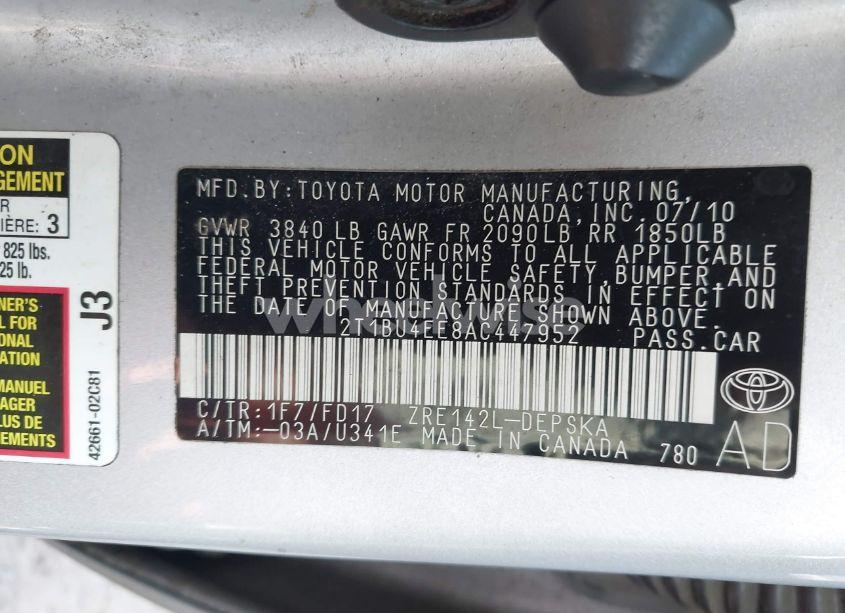 ON
GEMENT
R
IÈRE: 3
825 lbs.
25 lb.
NER'S
L FOR
ONAL
ATION
MANUEL
AGER
LUS DE
EMENTS
J3
42661-02C81
MFD.BY:TOYOTA MOTOR MANUFACTURING,
CANADA,INC. 07/10
GVWR 3840 LB GAWR FR 2090LB RR 1850LB
THIS VEHICLE CONFORMS TO ALL APPLICABLE
FEDERAL MOTOR VEHICLE SAFETY,BUMPER,AND
THEFT PREVENTION STANDARDS IN EFFECT ON
THE DATE OF MANUFACTURE SHOWN ABOVE.
2T1BU4EE8AC447952 PASS.CAR
C/TR:1F7/FD17 ZRE142L-DEPSKA
A/TM:-03A/U341E MADE IN CANADA 780
AD